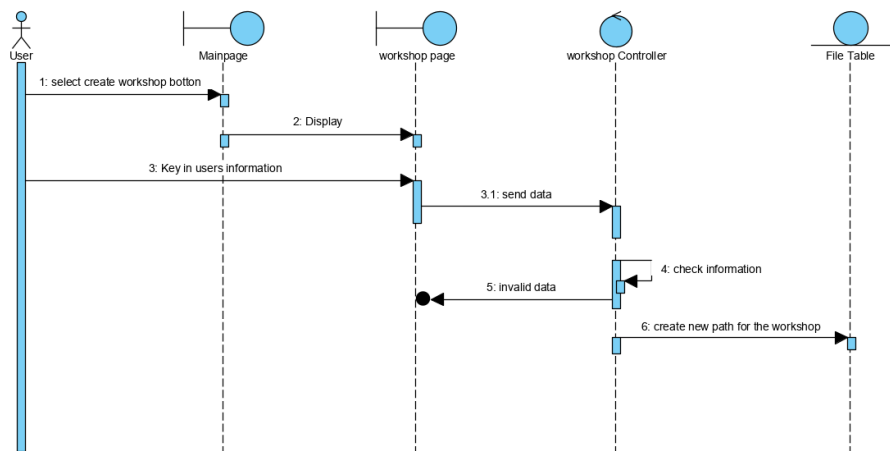 User
Mainpage
workshop page
workshop Controller
File Table
1: select create workshop botton
2: Display
3: Key in users information
3.1: send data
4: check information
5: invalid data
6: create new path for the workshop